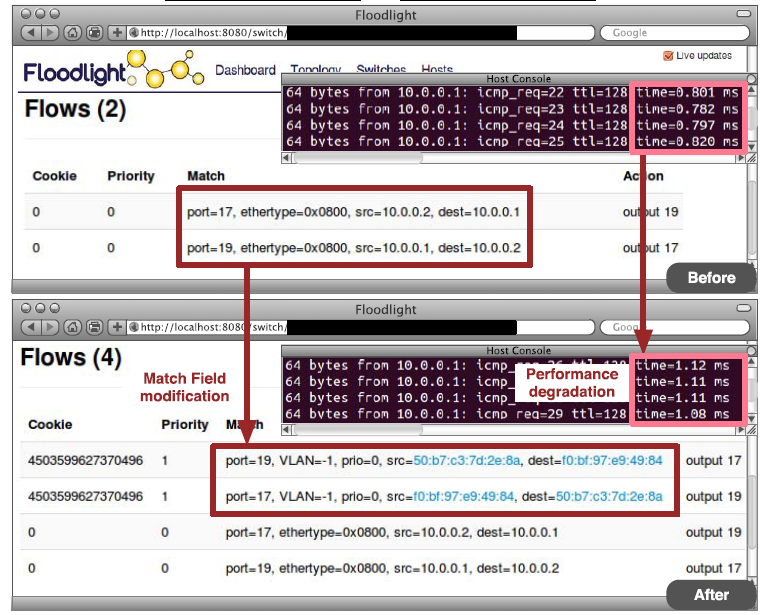 Floodlight
http://localhost:8080/switch/
Google
Floodlight
Dashboard Topology Switches Hosts
Live updates
Host Console
64 bytes from 10.0.0.1: icmp_req=22 ttl=128 time=0.801 ms
64 bytes from 10.0.0.1: icmp_req=23 ttl=128 time=0.782 ms
64 bytes from 10.0.0.1: icmp_req=24 ttl=128 time=0.797 ms
64 bytes from 10.0.0.1: icmp_req=25 ttl=128 time=0.820 ms
Flows (2)
Cookie Priority Match Action
0 0 port=17, ethertype=0x0800, src=10.0.0.2, dest=10.0.0.1 output 19
0 0 port=19, ethertype=0x0800, src=10.0.0.1, dest=10.0.0.2 output 17
Before
Floodlight
http://localhost:8080/switch/
Google
Host Console
64 bytes from 10.0.0.1: time=1.12 ms
64 bytes from 10.0.0.1: time=1.11 ms
64 bytes from 10.0.0.1: time=1.11 ms
64 bytes from 10.0.0.1: icmp_req=29 ttl=128 time=1.08 ms
Flows (4)
Match Field
modification
Performance
degradation
Cookie Priority Match
4503599627370496 1 port=19, VLAN=-1, prio=0, src=50:b7:c3:7d:2e:8a, dest=f0:bf:97:e9:49:84 output 17
4503599627370496 1 port=17, VLAN=-1, prio=0, src=f0:bf:97:e9:49:84, dest=50:b7:c3:7d:2e:8a output 19
0 0 port=17, ethertype=0x0800, src=10.0.0.2, dest=10.0.0.1 output 19
0 0 port=19, ethertype=0x0800, src=10.0.0.1, dest=10.0.0.2 output 17
After